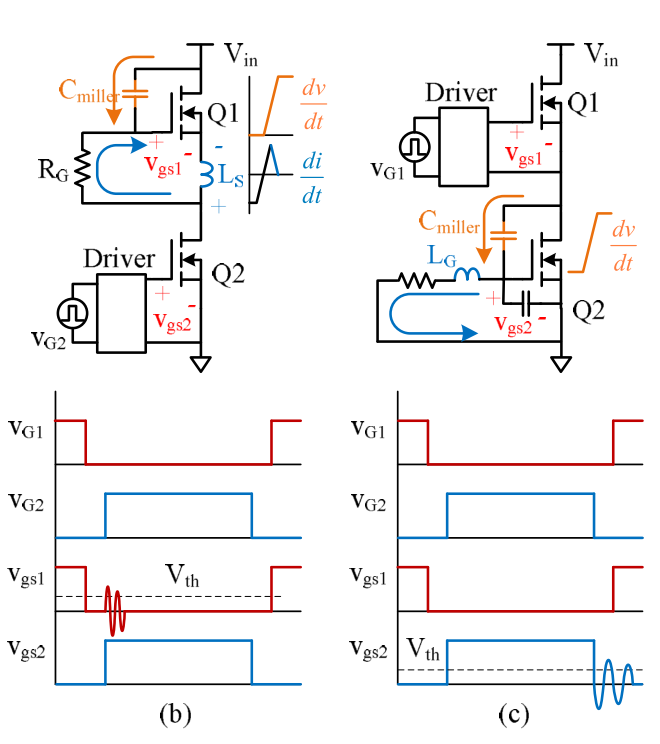 V_in
C_miller
Q1
dv
dt
+
v_gs1
-
-
L_S
+
di
dt
R_G
Driver
Q2
+
v_gs2
-
v_G2
V_in
Driver
Q1
+
v_gs1
-
v_G1
C_miller
L_G
dv
dt
+
v_gs2
-
Q2
v_G1
v_G2
v_gs1
V_th
v_gs2
(b)
v_G1
v_G2
v_gs1
v_gs2
V_th
(c)